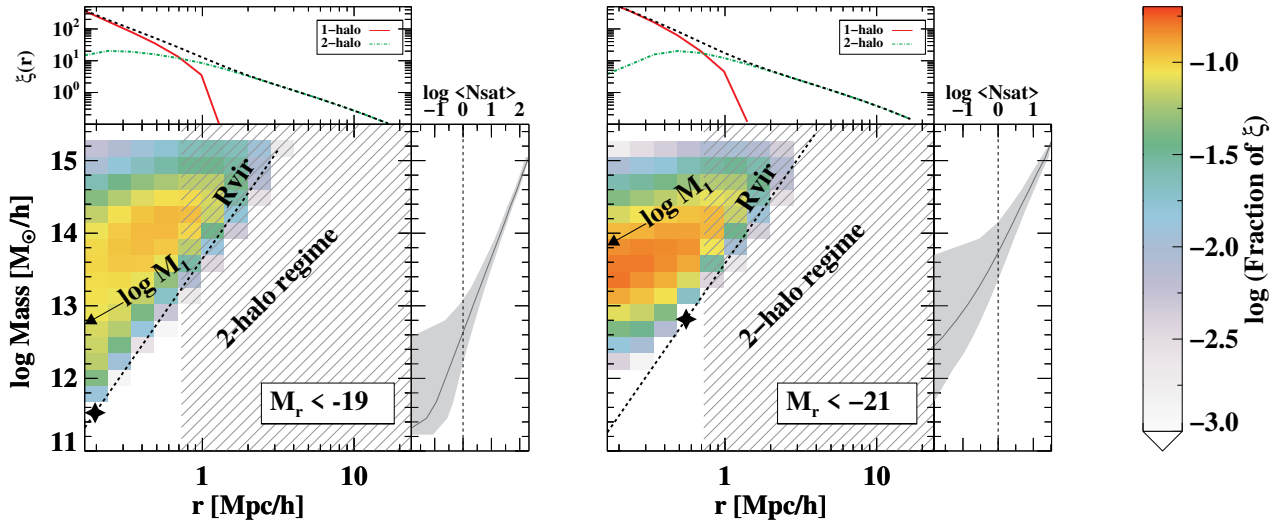 ξ(r)
10²
10¹
10⁰
1−halo
2−halo
log <Nsat>
−1 0 1 2
log Mass [M⊙/h]
15
14
13
12
11
Rvir
log M₁
2-halo regime
M_r < -19
1
10
r [Mpc/h]
1−halo
2−halo
log <Nsat>
−1 0 1
Rvir
log M₁
2−halo regime
M_r < −21
1
10
r [Mpc/h]
−1.0
−1.5
−2.0
−2.5
−3.0
log (Fraction of ξ)